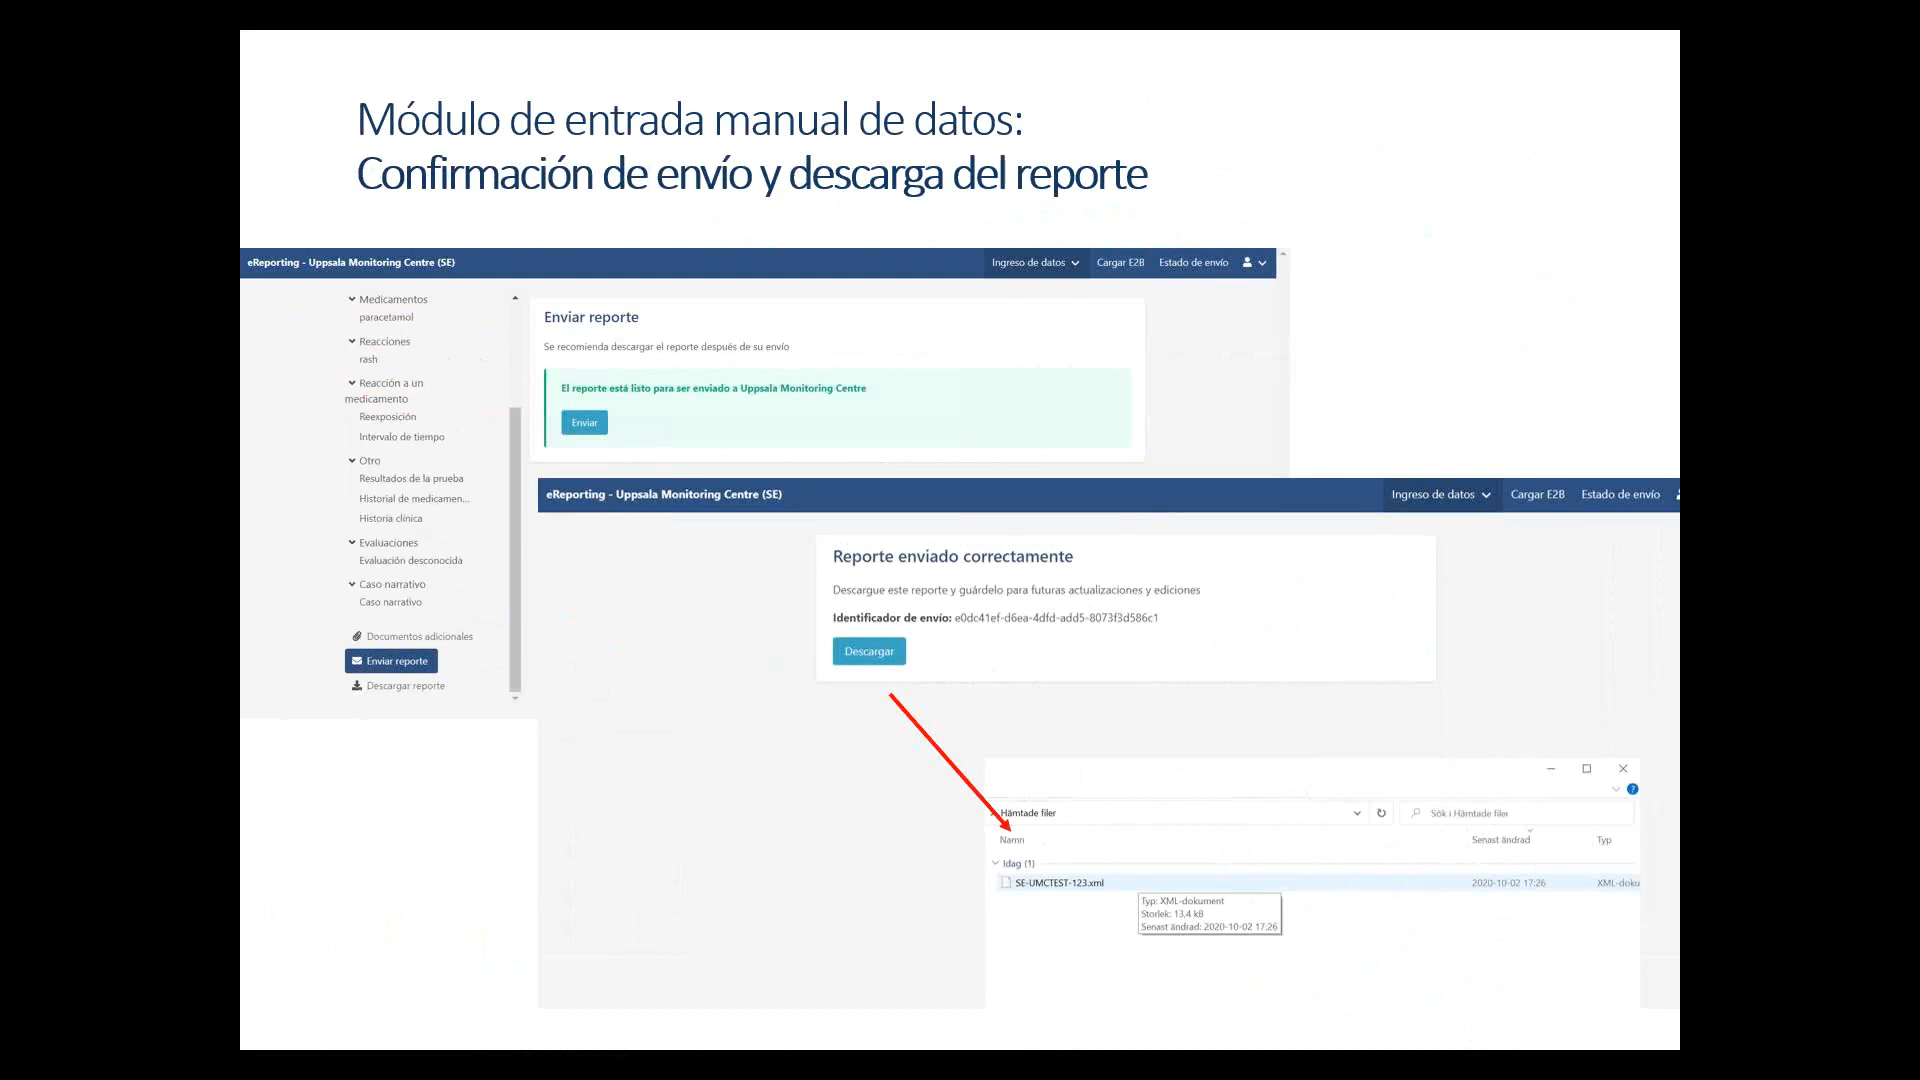 Módulo de entrada manual de datos:
Confirmación de envío y descarga del reporte
eReporting - Uppsala Monitoring Centre (SE)
Ingreso de datos
Cargar E2B
Estado de envío
Medicamentos
paracetamol
Reacciones
rash
Reacción a un
medicamento
Reexposición
Intervalo de tiempo
Otro
Resultados de la prueba
Historial de medicamen...
Historia clínica
Evaluaciones
Evaluación desconocida
Caso narrativo
Caso narrativo
Documentos adicionales
Enviar reporte
Descargar reporte
Enviar reporte
Se recomienda descargar el reporte después de su envío
El reporte está listo para ser enviado a Uppsala Monitoring Centre
Enviar
eReporting - Uppsala Monitoring Centre (SE)
Ingreso de datos
Cargar E2B
Estado de envío
Reporte enviado correctamente
Descargue este reporte y guárdelo para futuras actualizaciones y ediciones
Identificador de envío: e0dc41ef-d6ea-4dfd-add5-8073f3d586c1
Descargar
Hämtade filer
Sök i Hämtade filer
Namn
Senast ändrad
Typ
Idag (1)
SE-UMCTEST-123.xml
2020-10-02 17:26
XML-doku
Typ: XML-dokument
Storlek: 13,4 kB
Senast ändrad: 2020-10-02 17:26